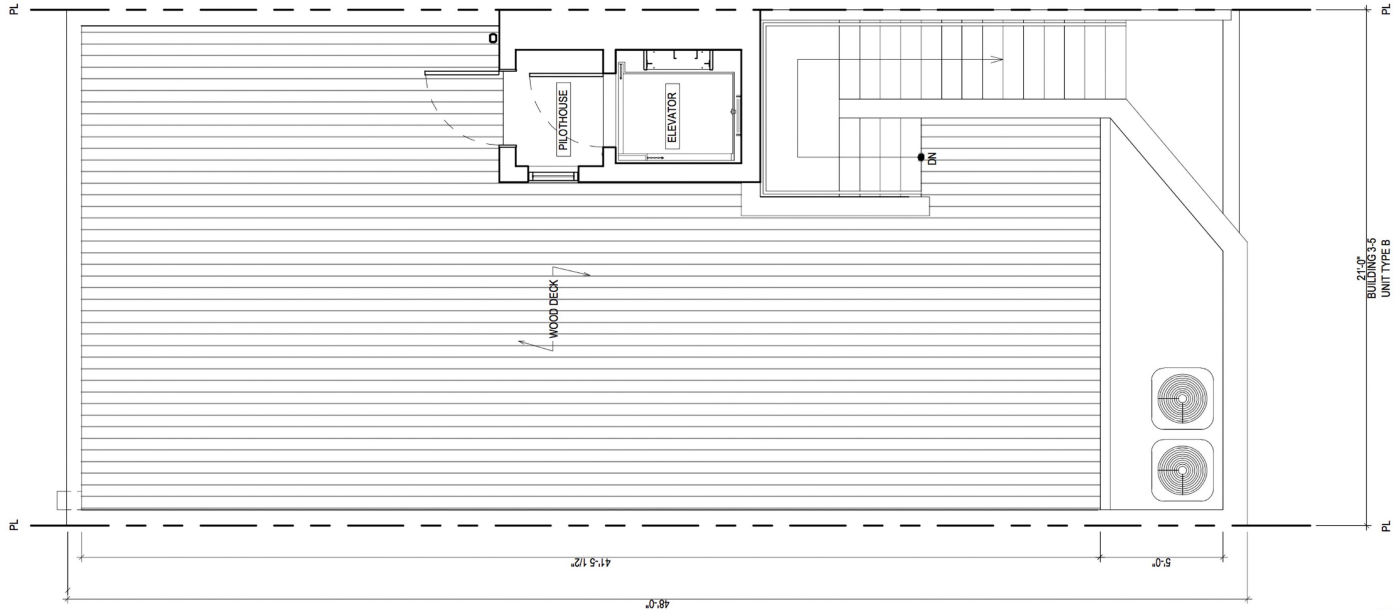 PL
PL
PILOTHOUSE
ELEVATOR
DN
WOOD DECK
21'-0"
BUILDING 3-5
UNIT TYPE B
41'-5 1/2"
5'-0"
48'-0"
PL
PL